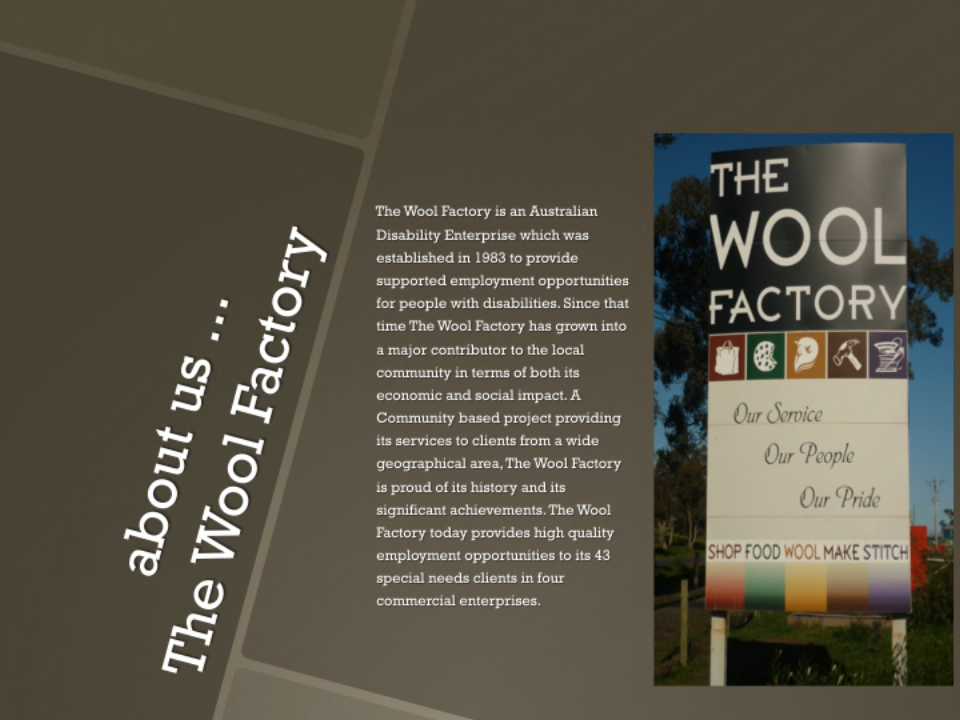 about us ...
The Wool Factory
The Wool Factory is an Australian
Disability Enterprise which was
established in 1983 to provide
supported employment opportunities
for people with disabilities. Since that
time The Wool Factory has grown into
a major contributor to the local
community in terms of both its
economic and social impact. A
Community based project providing
its services to clients from a wide
geographical area, The Wool Factory
is proud of its history and its
significant achievements. The Wool
Factory today provides high quality
employment opportunities to its 43
special needs clients in four
commercial enterprises.
THE
WOOL
FACTORY
Our Service
Our People
Our Pride
SHOP FOOD WOOL MAKE STITCH